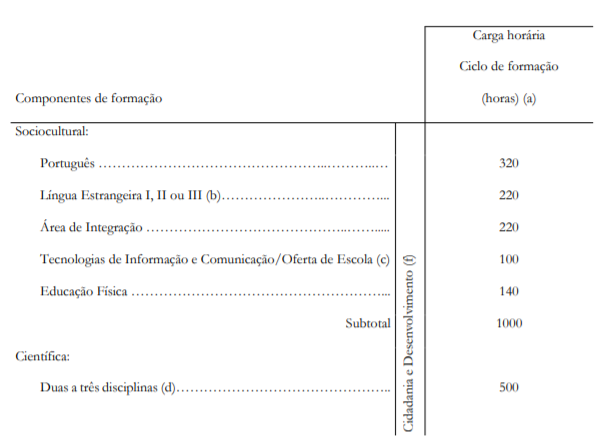 Carga horária
Ciclo de formação
Componentes de formação (horas) (a)
Sociocultural:
Português ……………………………………………..………..… 320
Língua Estrangeira I, II ou III (b)………………….…………... 220
Área de Integração …………………………………….……..... 220
Tecnologias de Informação e Comunicação/Oferta de Escola (c) 100
Educação Física ………………………………………………... 140
Subtotal 1000
Científica:
Duas a três disciplinas (d)……………………………………….. 500
Cidadania e Desenvolvimento (f)